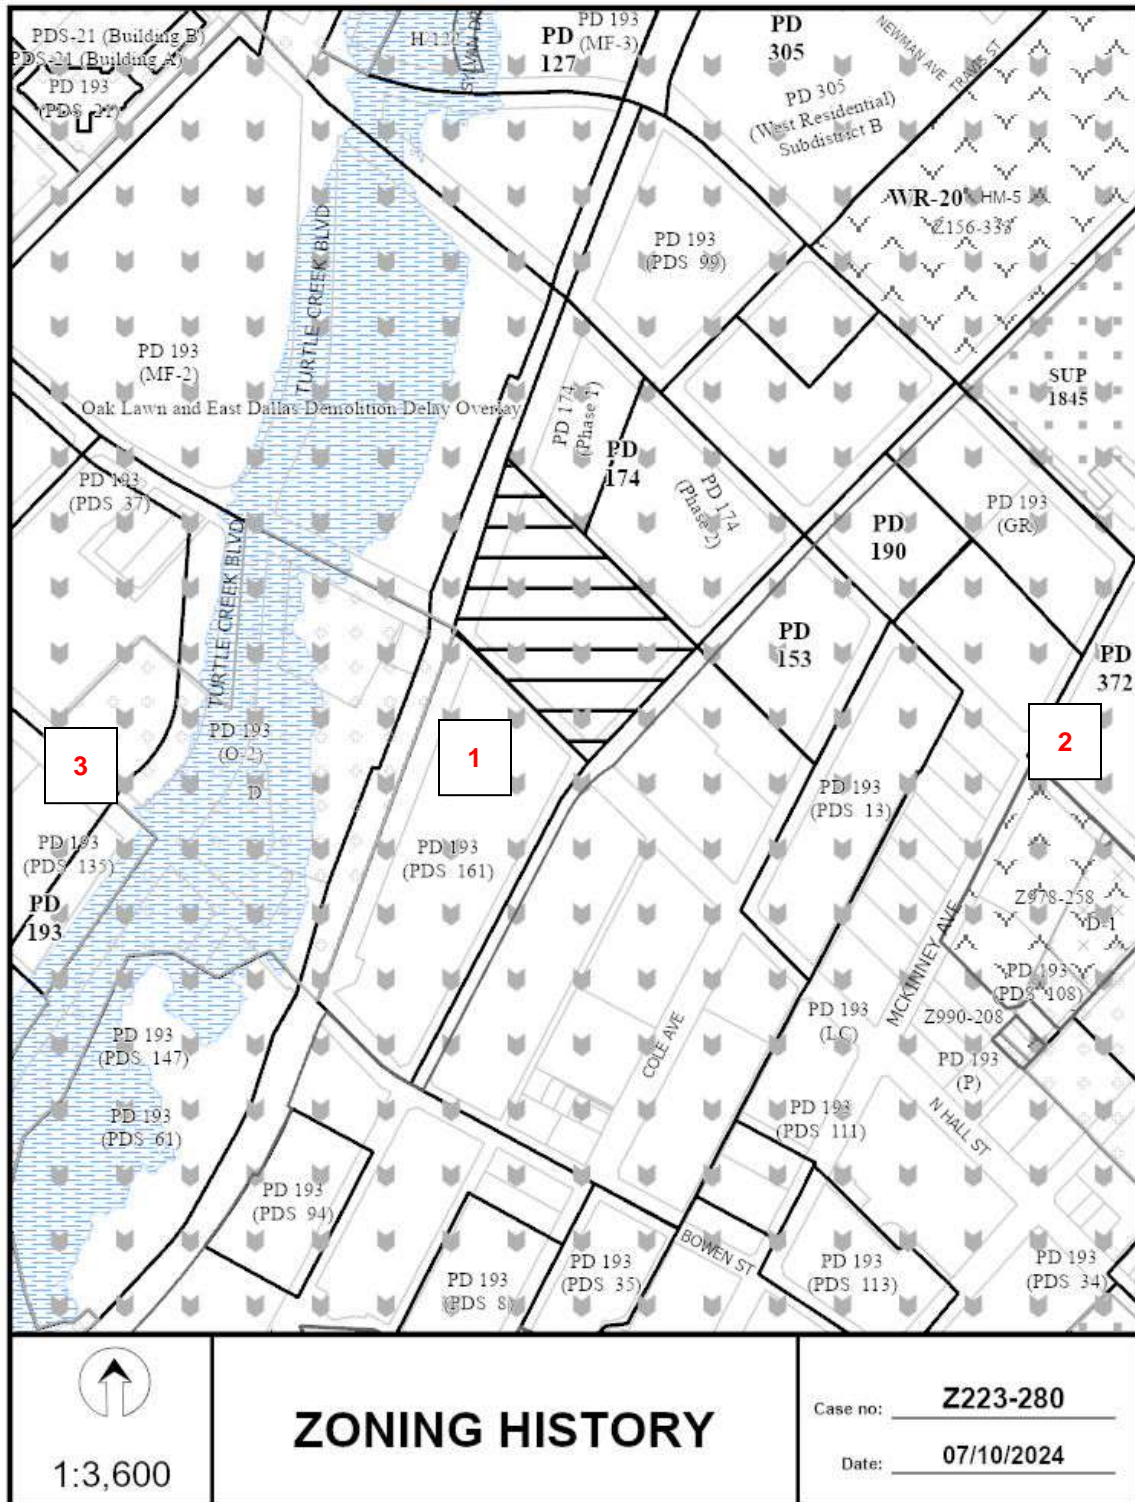 PDS-21 (Building B)
PDS-21 (Building A)
PD 193
(PDS 21)
SYLVAN DR
PD
127
PD 193
(MF-3)
PD
305
NEWMAN AVE
TRAVIS ST
PD 305
(West Residential)
Subdistrict B
WR-20
HM-5
Z156-333
PD 193
(PDS 99)
TURTLE CREEK BLVD
PD 193
(MF-2)
Oak Lawn and East Dallas Demolition Delay Overlay
PD 174
(Phase 1)
PD
174
PD 174
(Phase 2)
SUP
1845
PD 193
(PDS 37)
PD
190
PD 193
(GR)
TURTLE CREEK BLVD
PD
153
PD
372
PD 193
(O-2)
D
3
1
2
PD 193
(PDS 13)
PD 193
(PDS 135)
PD
193
PD 193
(PDS 161)
Z978-258
D-1
MCKINNEY AVE
PD 193
(PDS 108)
Z990-208
PD 193
(LC)
PD 193
(P)
PD 193
(PDS 147)
COLE AVE
PD 193
(PDS 61)
PD 193
(PDS 111)
N HALL ST
PD 193
(PDS 94)
BOWEN ST
PD 193
(PDS 8)
PD 193
(PDS 35)
PD 193
(PDS 113)
PD 193
(PDS 34)
1:3,600
ZONING HISTORY
Case no: Z223-280
Date: 07/10/2024